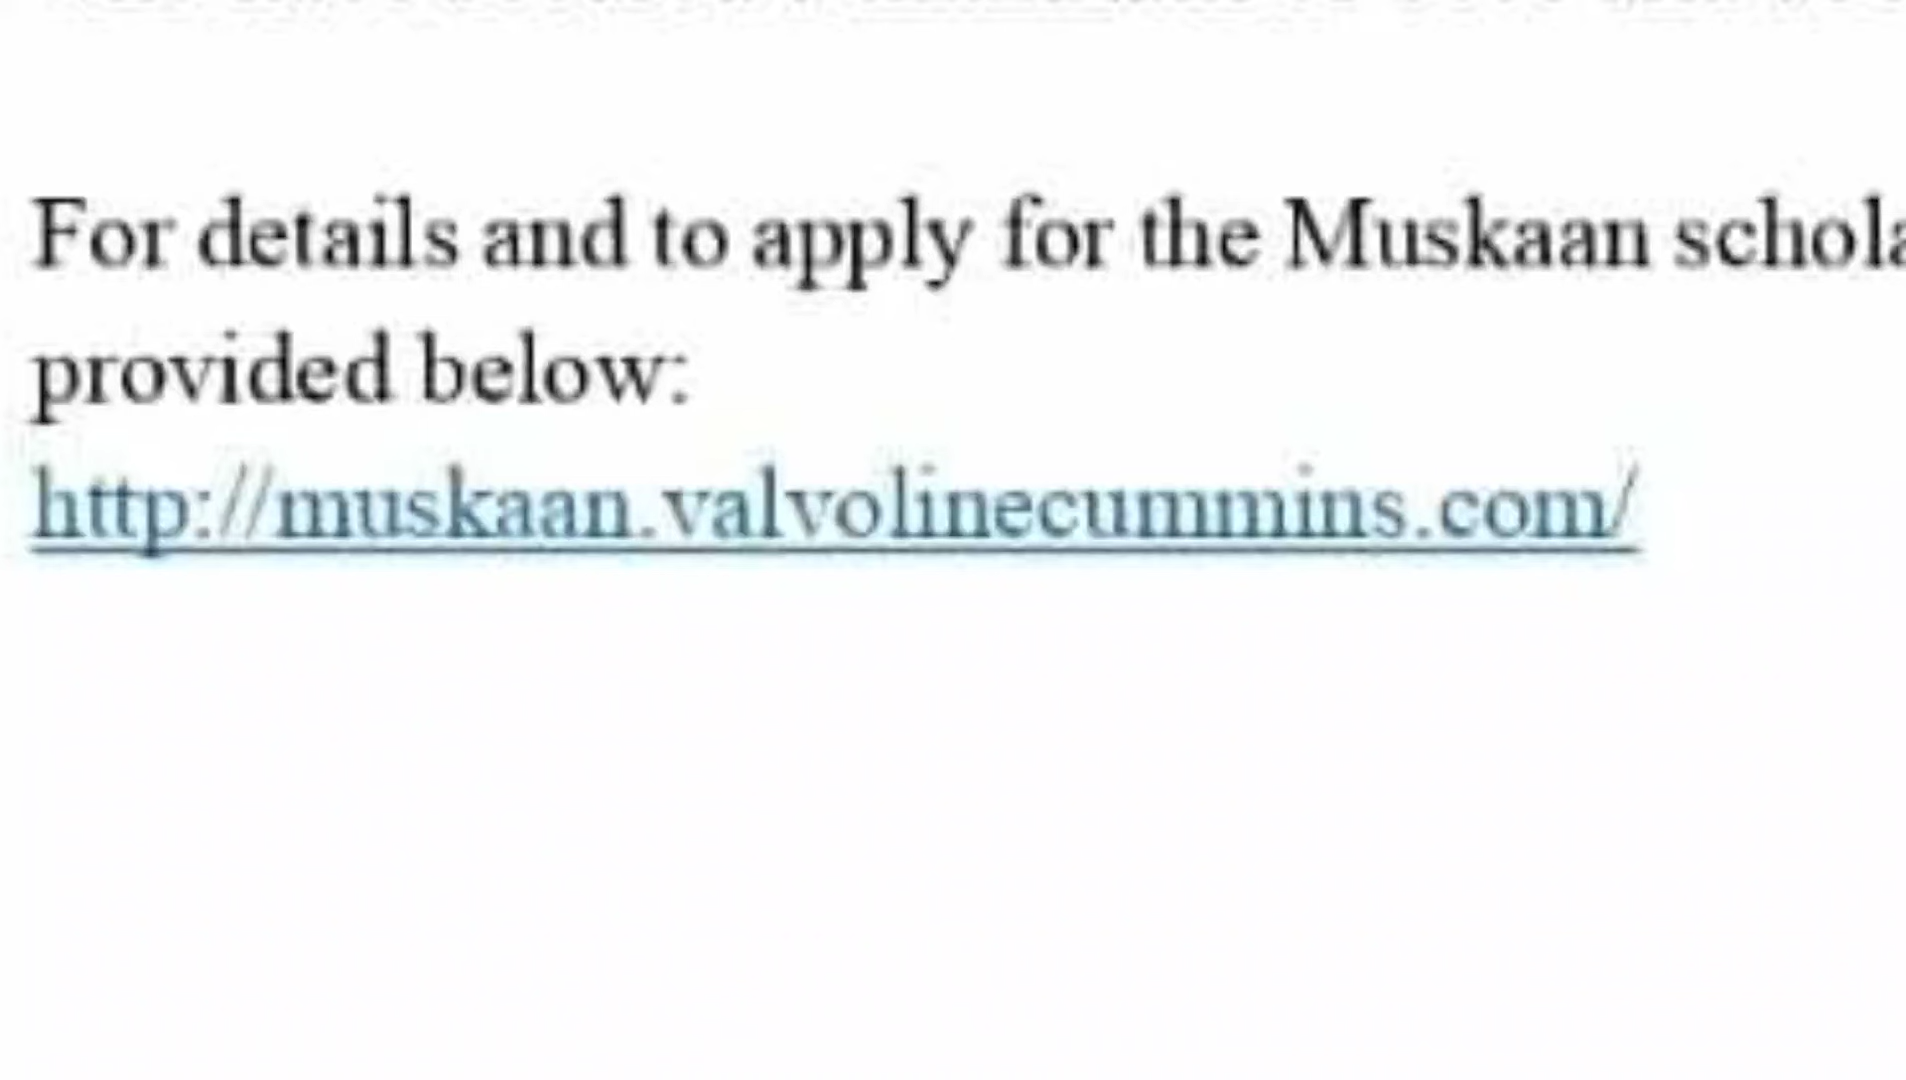 For details and to apply for the Muskaan
provided below:
http://muskaan.valvolinecummins.com/